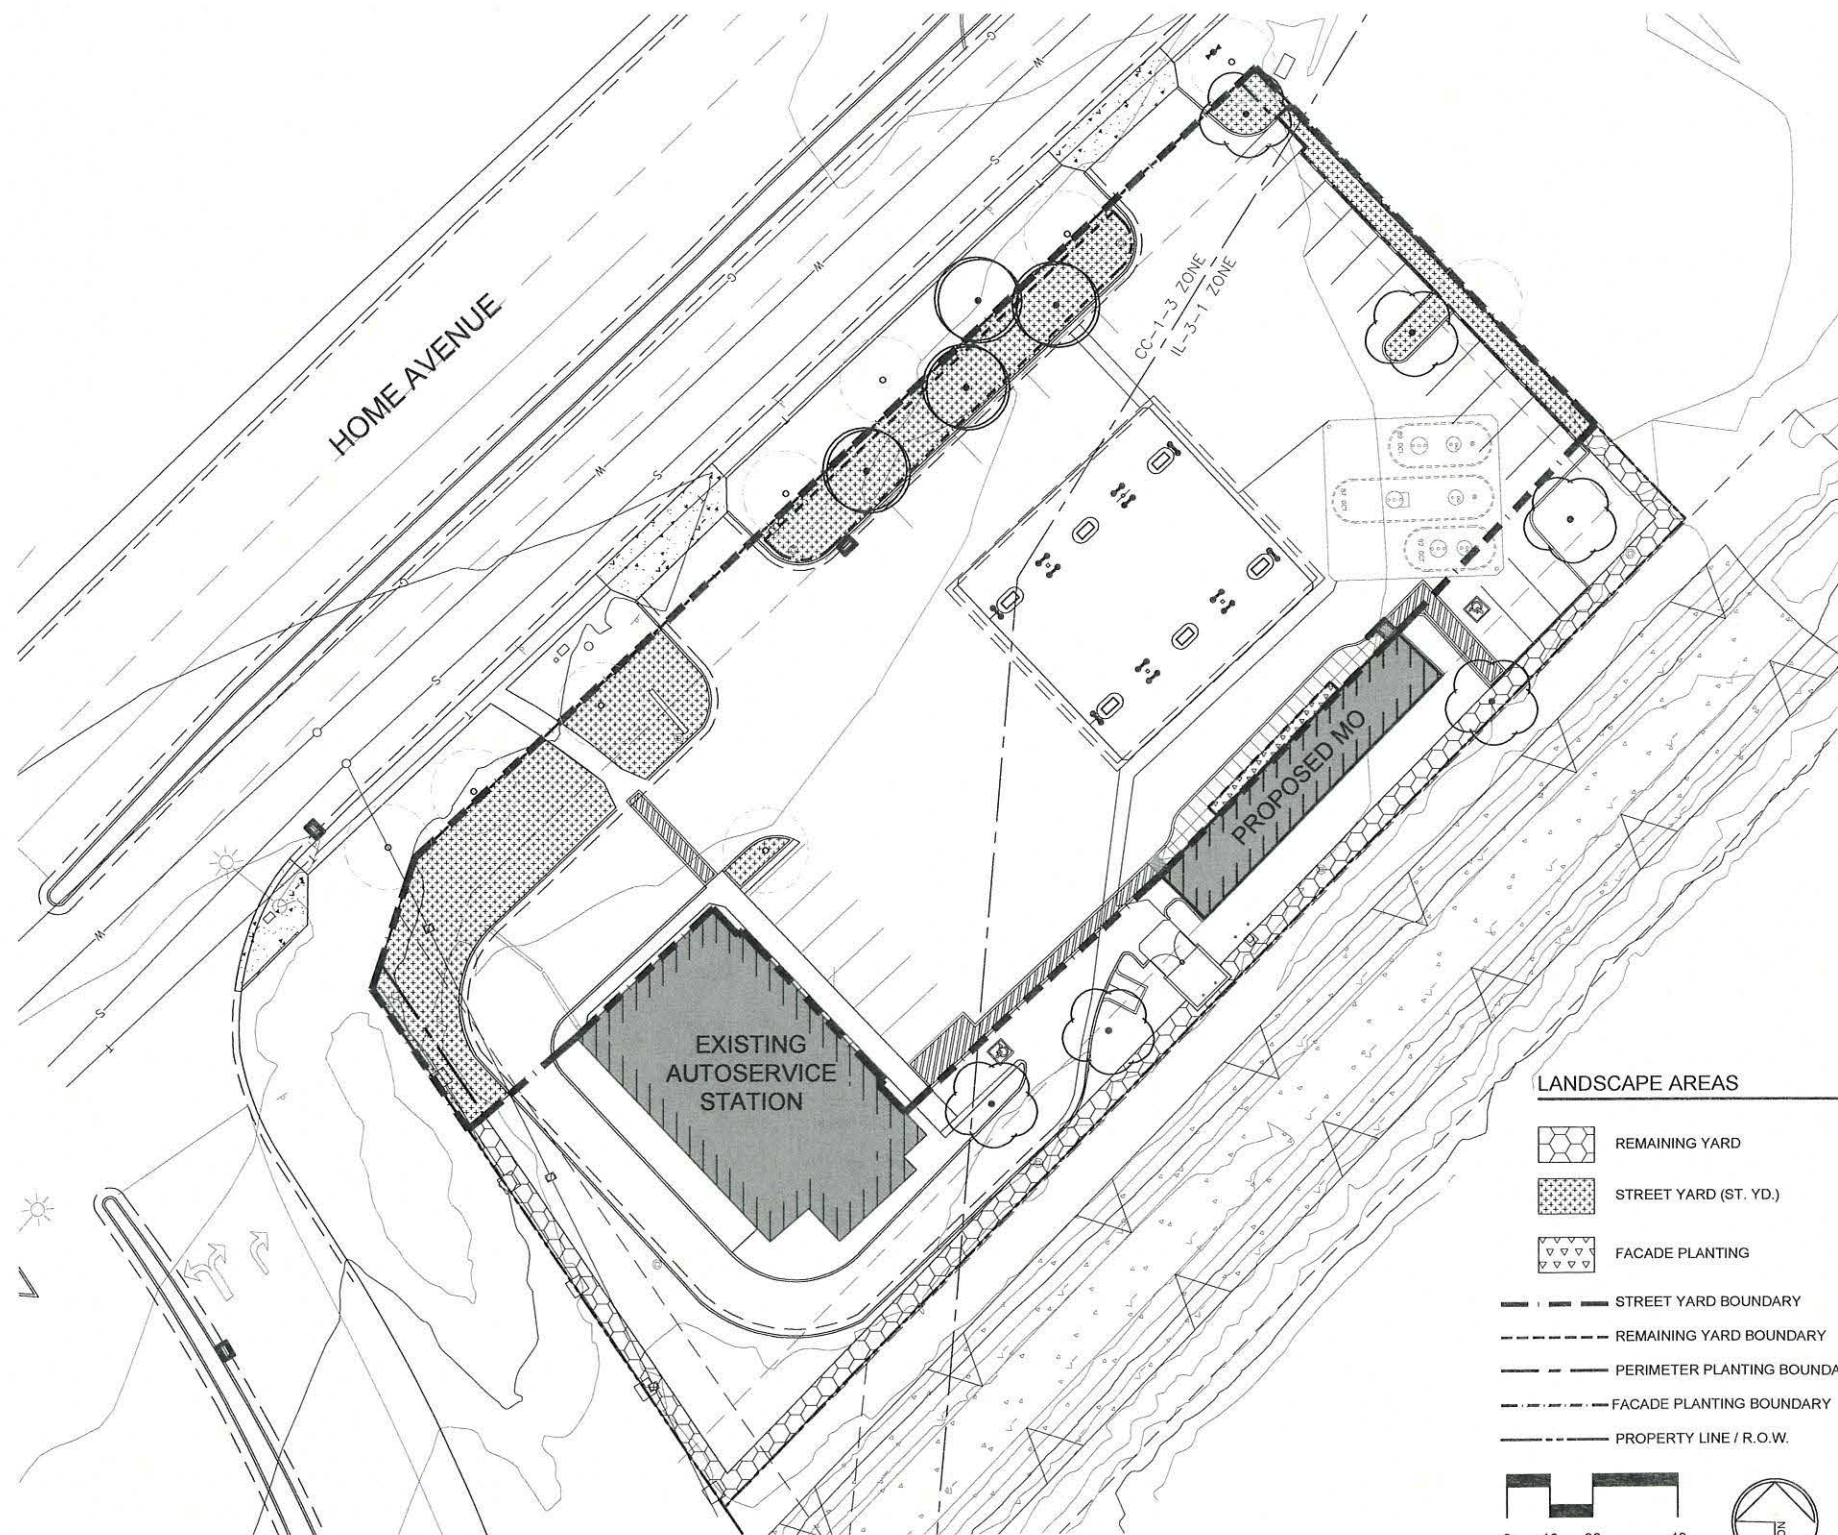 HOME AVENUE
CC-1-3 ZONE
IL-3-1 ZONE
PROPOSED MO
EXISTING
AUTOSERVICE
STATION
LANDSCAPE AREAS
REMAINING YARD
STREET YARD (ST. YD.)
FACADE PLANTING
STREET YARD BOUNDARY
REMAINING YARD BOUNDARY
PERIMETER PLANTING BOUNDA
FACADE PLANTING BOUNDARY
PROPERTY LINE / R.O.W.